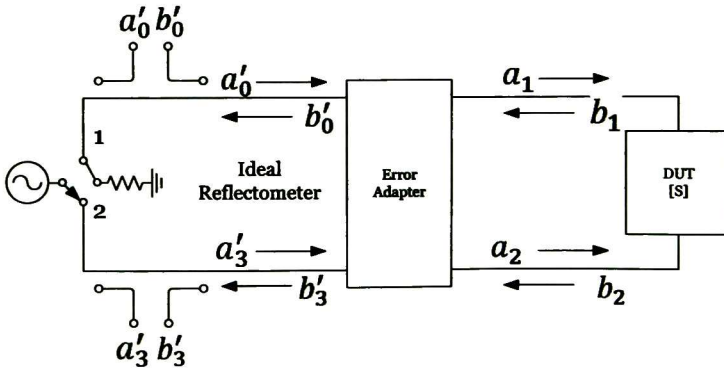 a′₀ b′₀
a′₀
b′₀
a₁
b₁
1
2
Ideal
Reflectometer
Error
Adapter
DUT
[S]
a′₃
b′₃
a₂
b₂
a′₃ b′₃